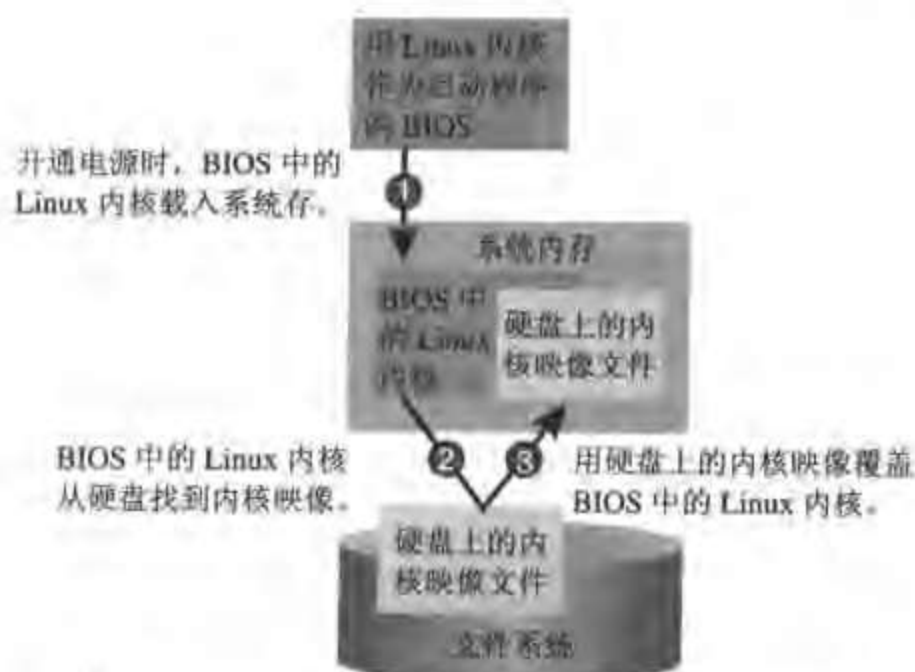 用 Linux 内核
作为启动程序
的 BIOS
开通电源时，BIOS 中的
Linux 内核载入系统存。
1
系统内存
BIOS 中
的 Linux
内核
硬盘上的内
核映像文件
BIOS 中的 Linux 内核
从硬盘找到内核映像。
2
3
用硬盘上的内核映像覆盖
BIOS 中的 Linux 内核。
硬盘上的内
核映像文件
文件系统